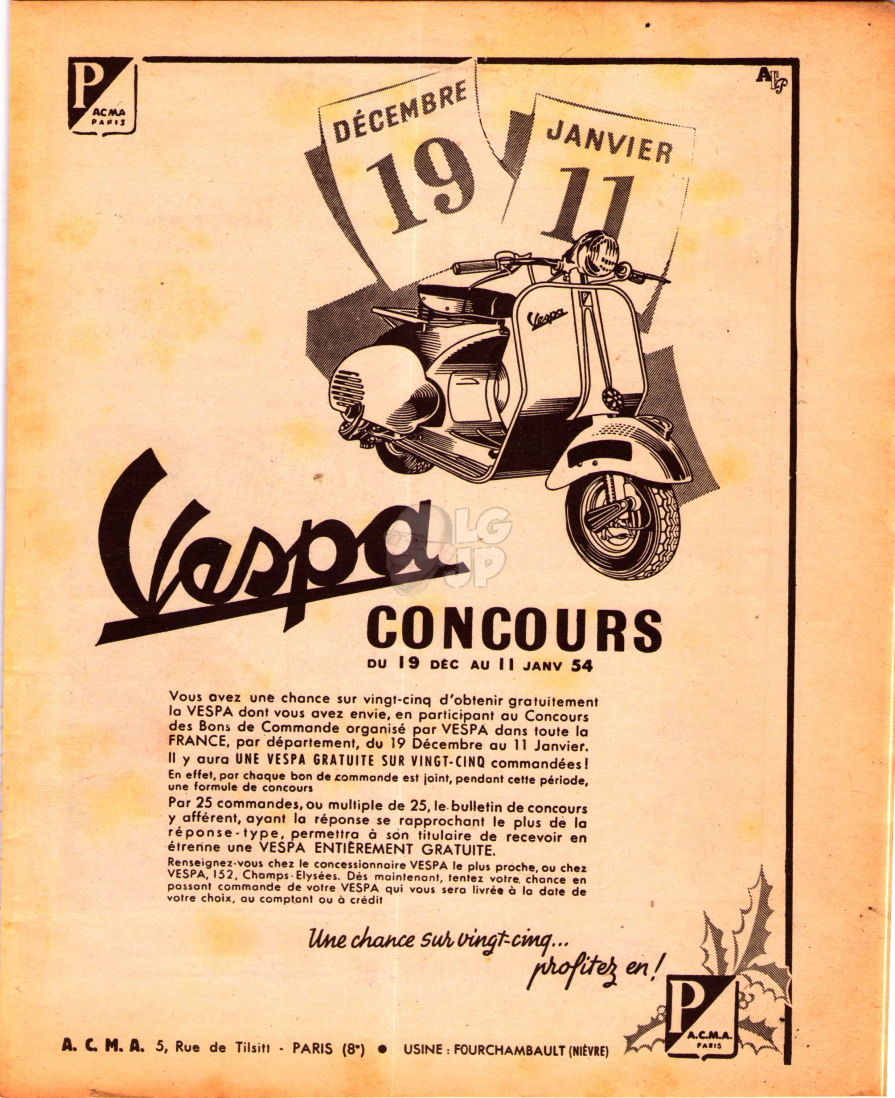 P
ACMA
PARIS
ATP
DÉCEMBRE
19
JANVIER
11
Vespa
Vespa
LG
UP
CONCOURS
DU 19 DÉC AU 11 JANV 54
Vous avez une chance sur vingt-cinq d'obtenir gratuitement
la VESPA dont vous avez envie, en participant au Concours
des Bons de Commande organisé par VESPA dans toute la
FRANCE, par département, du 19 Décembre au 11 Janvier.
Il y aura UNE VESPA GRATUITE SUR VINGT-CINQ commandées!
En effet, par chaque bon de commande est joint, pendant cette période,
une formule de concours
Par 25 commandes, ou multiple de 25, le bulletin de concours
y afférent, ayant la réponse se rapprochant le plus de la
réponse-type, permettra à son titulaire de recevoir en
étrenne une VESPA ENTIÈREMENT GRATUITE.
Renseignez-vous chez le concessionnaire VESPA le plus proche, ou chez
VESPA, 152, Champs-Elysées. Dès maintenant, tentez votre chance en
passant commande de votre VESPA qui vous sera livrée à la date de
votre choix, au comptant ou à crédit
Une chance sur vingt-cinq...
profitez en!
P
A.C.M.A.
PARIS
A. C. M. A. 5, Rue de Tilsitt - PARIS (8e) ● USINE : FOURCHAMBAULT (NIÈVRE)